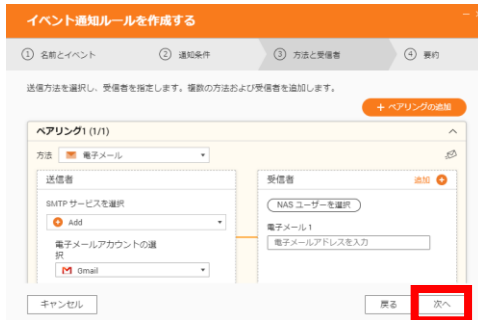 イベント通知ルールを作成する
① 名前とイベント ② 通知条件 ③ 方法と受信者 ④ 要約
送信方法を選択し、受信者を指定します。複数の方法および受信者を追加します。
+ ペアリングの追加
ペアリング1 (1/1)
方法 電子メール
送信者
SMTP サービスを選択
Add
電子メールアカウントの選
択
Gmail
受信者 追加
NAS ユーザーを選択
電子メール 1
電子メールアドレスを入力
キャンセル 戻る 次へ